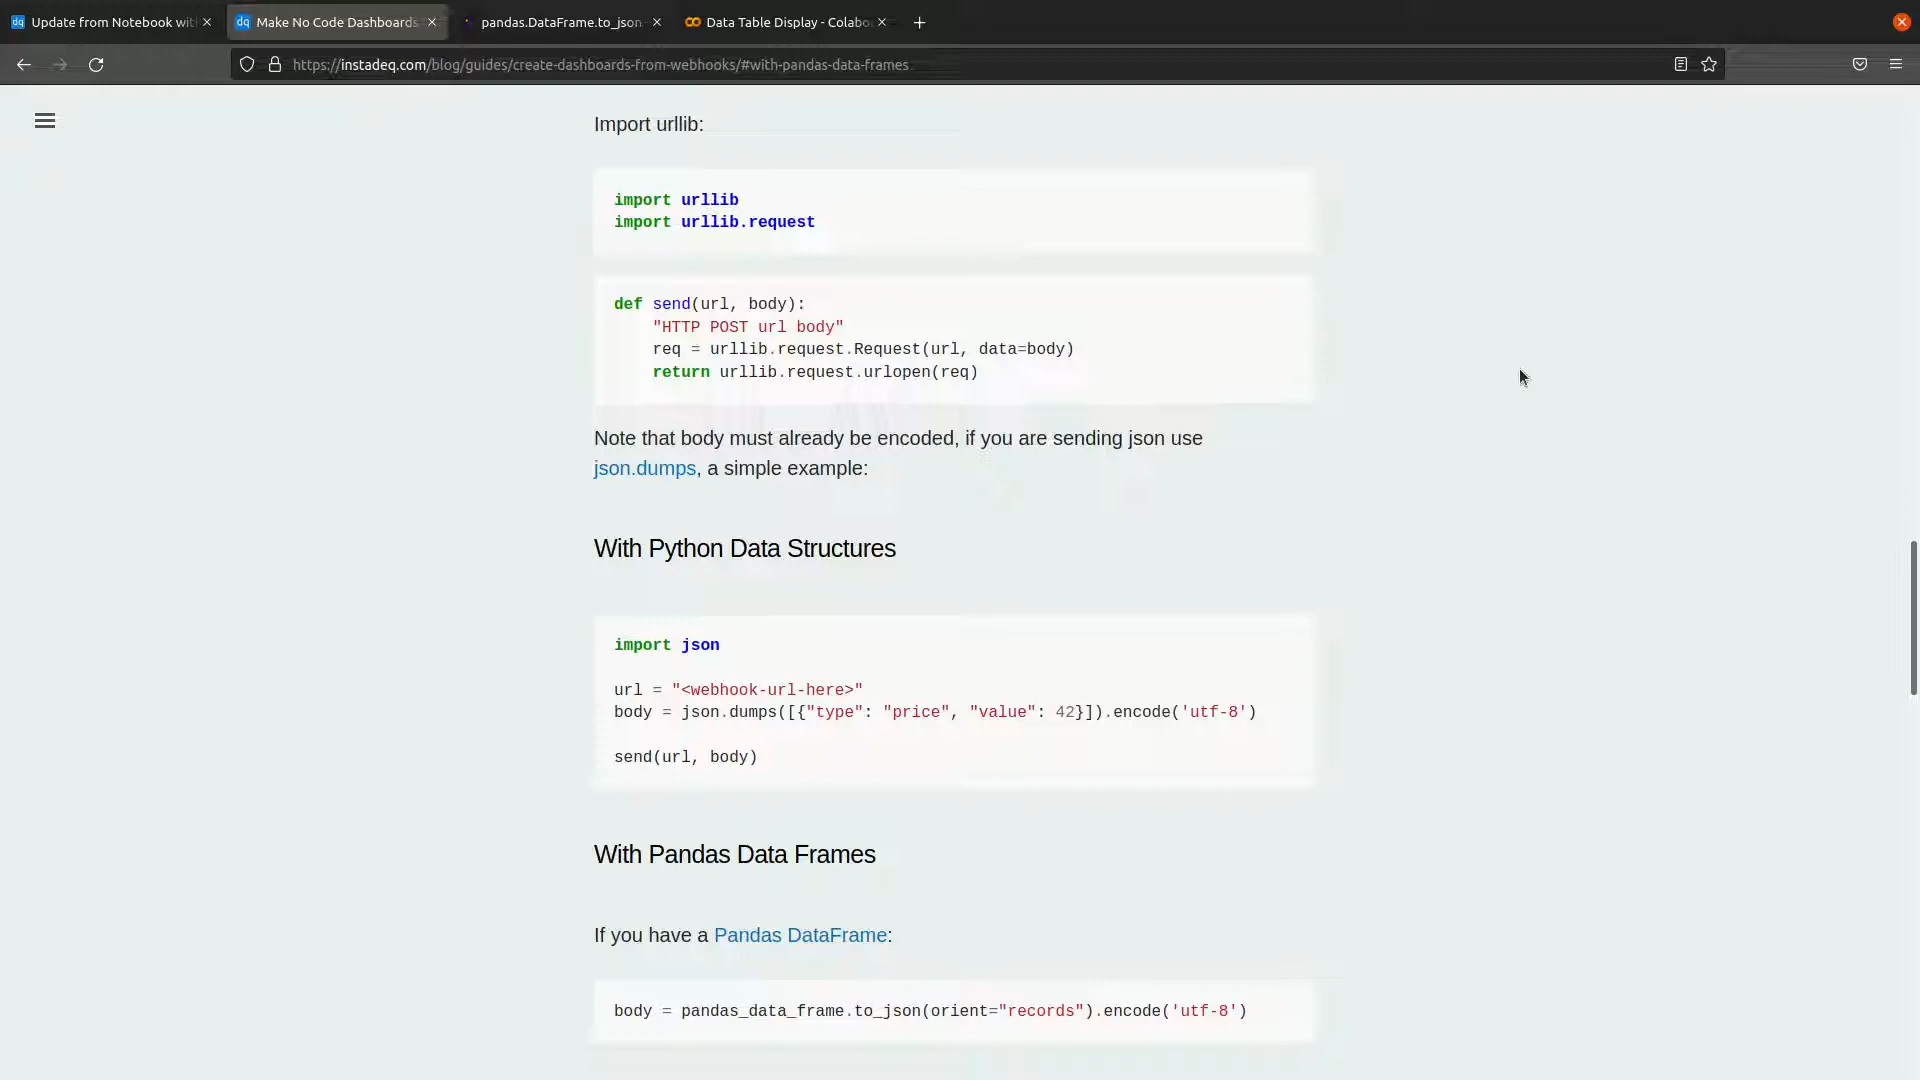 Update from Notebook wit
Make No Code Dashboards
pandas.DataFrame.to_json
Data Table Display - Colabo
https://instadeq.com/blog/guides/create-dashboards-from-webhooks/#with-pandas-data-frames
Import urllib:
import urllib
import urllib.request
def send(url, body):
"HTTP POST url body"
req = urllib.request.Request(url, data=body)
return urllib.request.urlopen(req)
Note that body must already be encoded, if you are sending json use
json.dumps, a simple example:
With Python Data Structures
import json
url = "<webhook-url-here>"
body = json.dumps([{"type": "price", "value": 42}]).encode('utf-8')
send(url, body)
With Pandas Data Frames
If you have a Pandas DataFrame:
body = pandas_data_frame.to_json(orient="records").encode('utf-8')